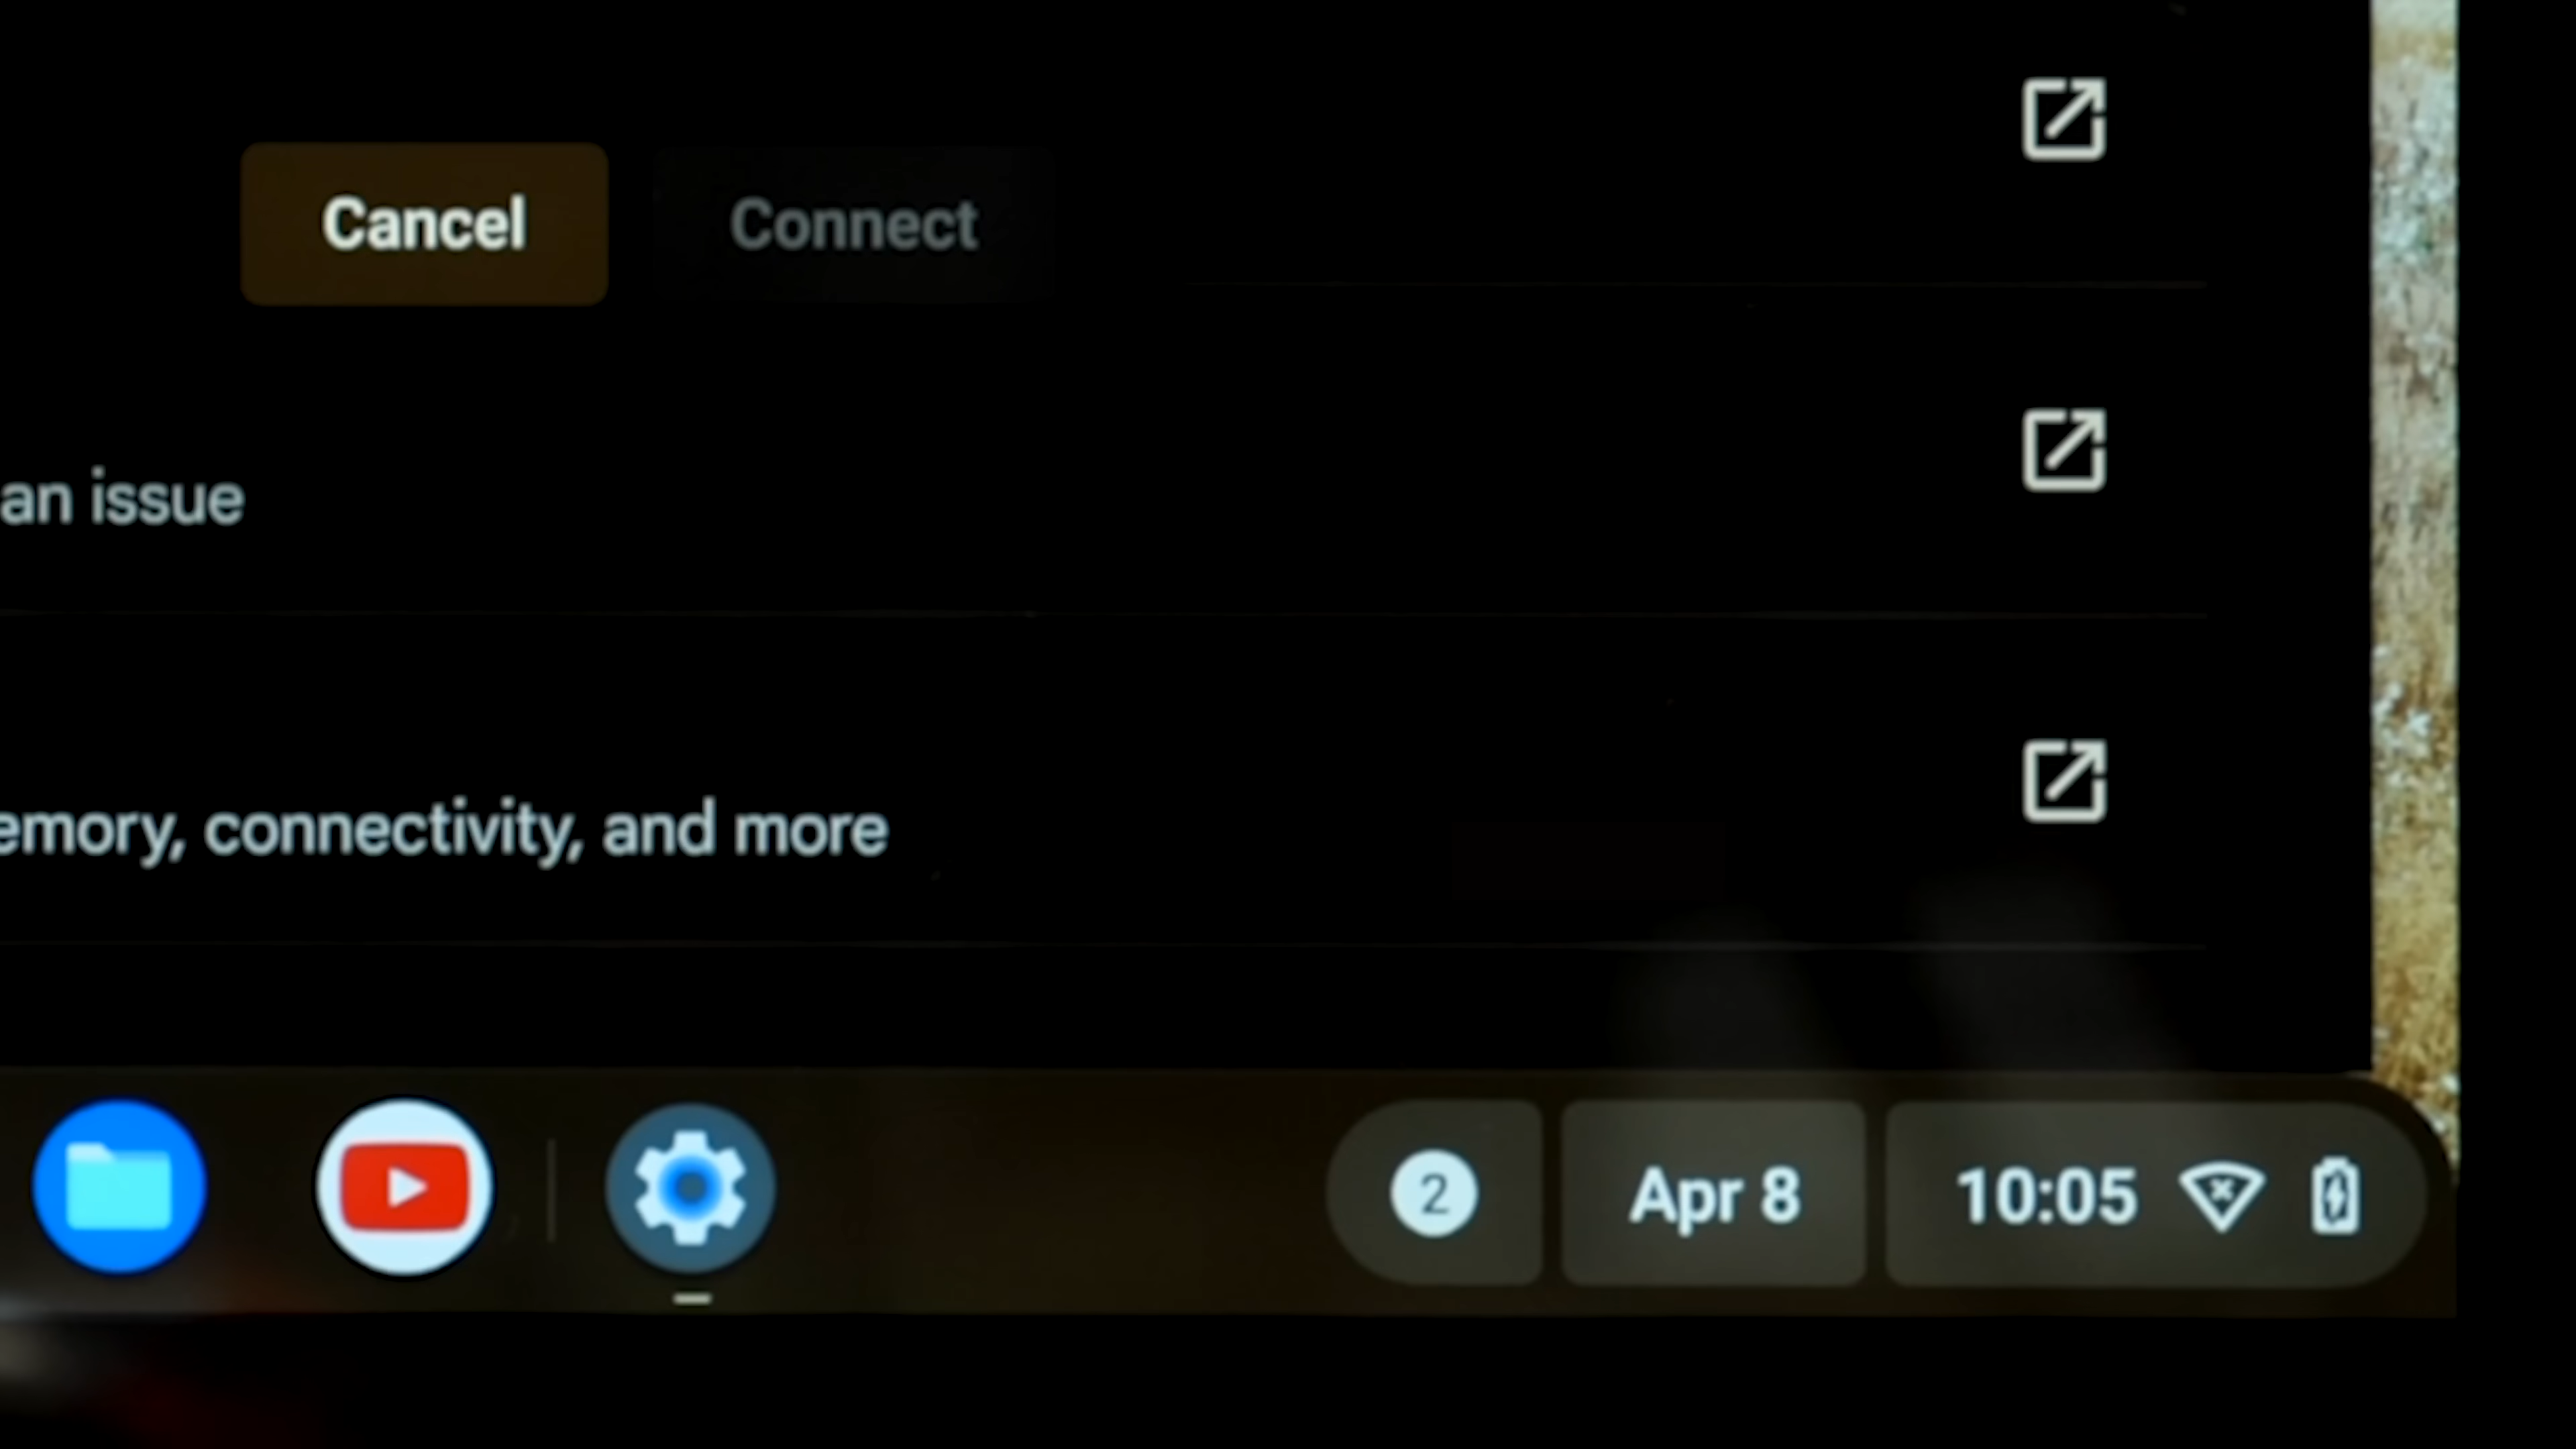 Cancel
Connect
an issue
emory, connectivity, and more
2
Apr 8
10:05